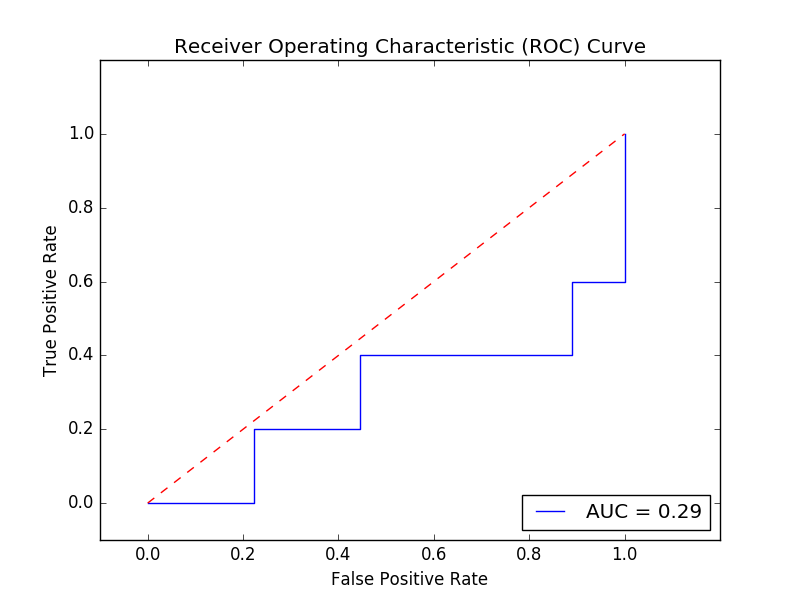 Receiver Operating Characteristic (ROC) Curve
True Positive Rate
1.0
0.8
0.6
0.4
0.2
0.0
0.0 0.2 0.4 0.6 0.8 1.0
False Positive Rate
AUC = 0.29